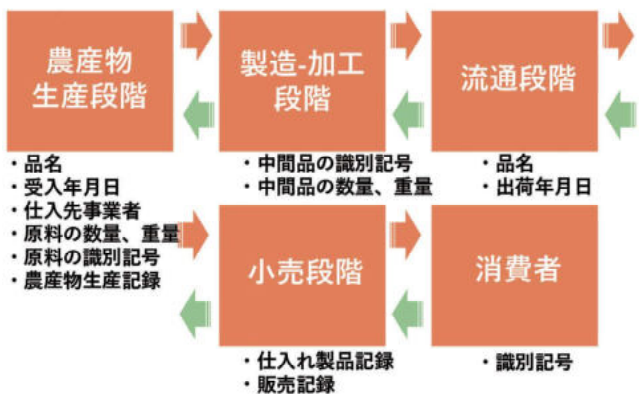 農産物
生産段階
製造-加工
段階
流通段階
・品名
・受入年月日
・仕入先事業者
・原料の数量、重量
・原料の識別記号
・農産物生産記録
・中間品の識別記号
・中間品の数量、重量
・品名
・出荷年月日
小売段階
消費者
・仕入れ製品記録
・販売記録
・識別記号